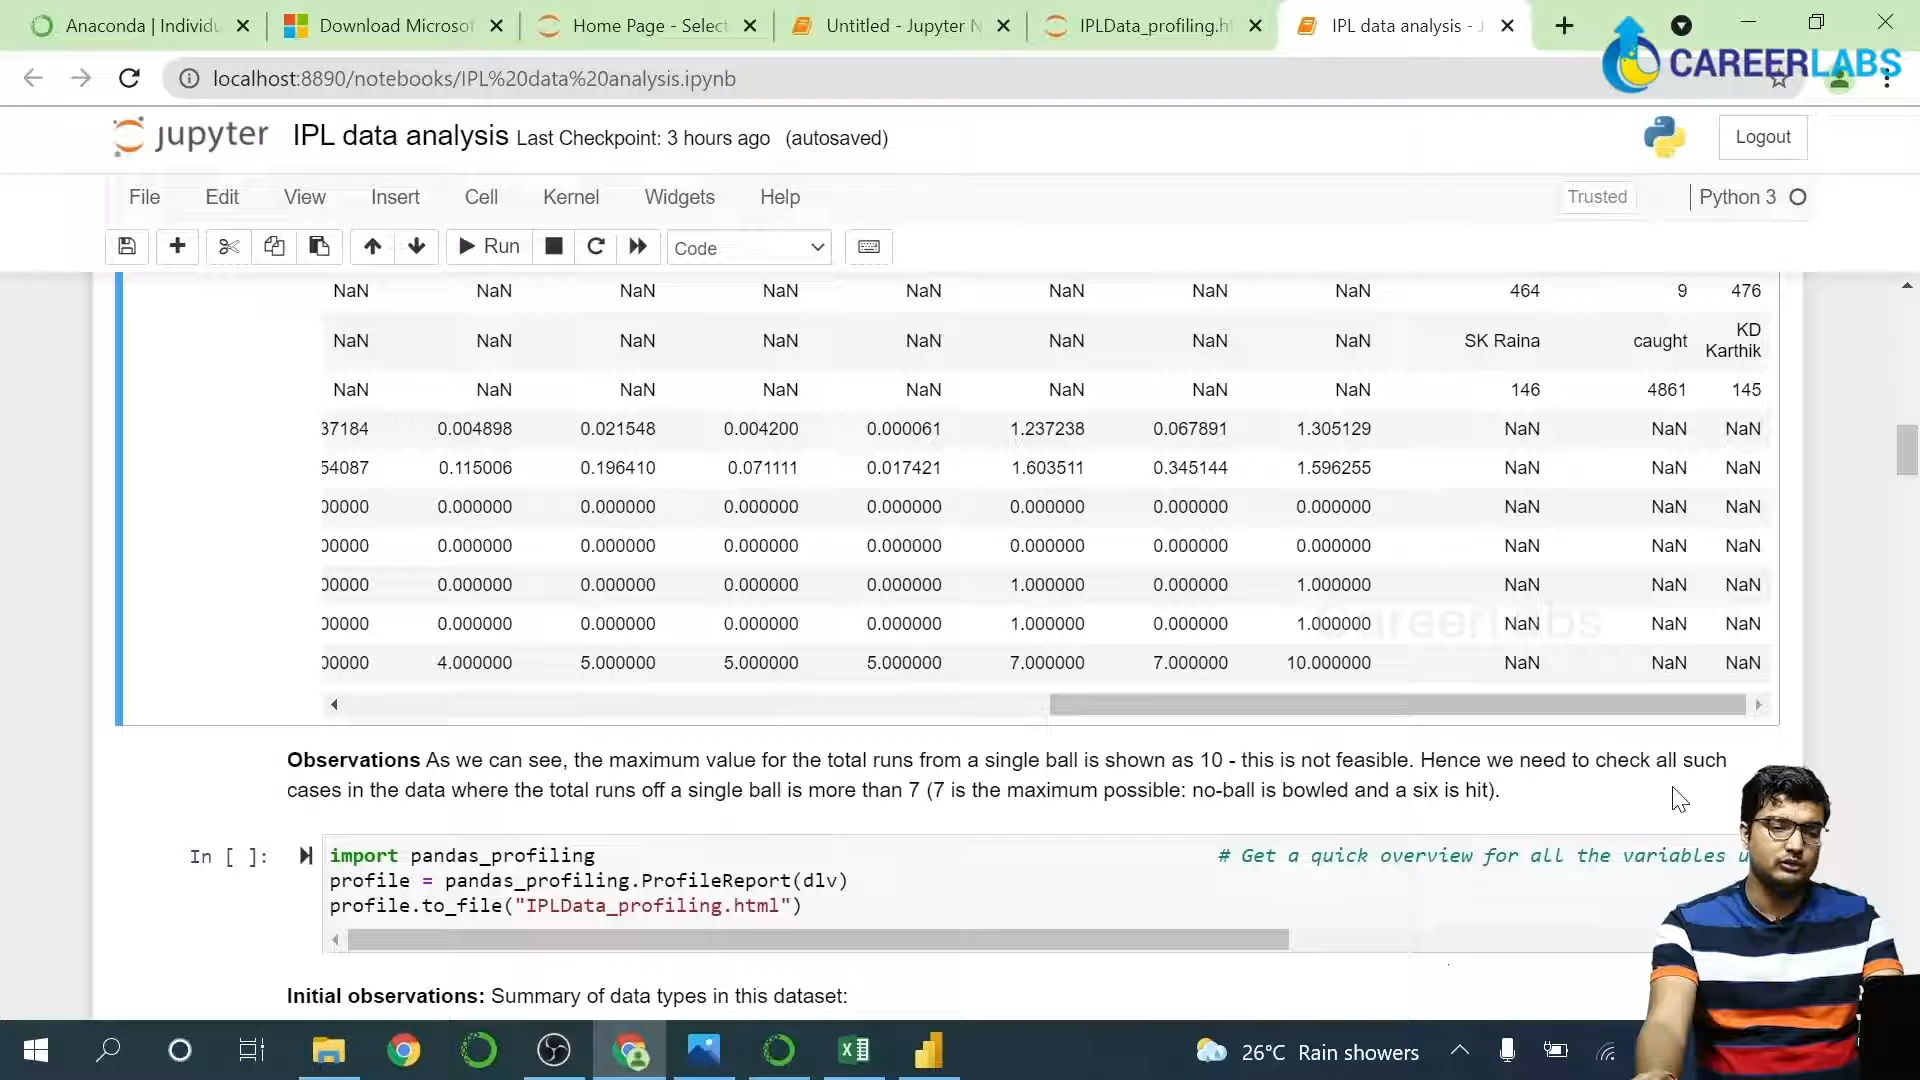 Anaconda | Individu
Download Microsof
Home Page - Select
Untitled - Jupyter N
IPLData_profiling.ht
IPL data analysis - J
localhost:8890/notebooks/IPL%20data%20analysis.ipynb
CAREERLABS
jupyter IPL data analysis Last Checkpoint: 3 hours ago (autosaved)
Logout
File Edit View Insert Cell Kernel Widgets Help
Trusted
Python 3
Run
Code
NaN NaN NaN NaN NaN NaN NaN NaN 464 9 476
NaN NaN NaN NaN NaN NaN NaN NaN SK Raina caught KD
Karthik
NaN NaN NaN NaN NaN NaN NaN NaN 146 4861 145
37184 0.004898 0.021548 0.004200 0.000061 1.237238 0.067891 1.305129 NaN NaN NaN
54087 0.115006 0.196410 0.071111 0.017421 1.603511 0.345144 1.596255 NaN NaN NaN
00000 0.000000 0.000000 0.000000 0.000000 0.000000 0.000000 0.000000 NaN NaN NaN
00000 0.000000 0.000000 0.000000 0.000000 0.000000 0.000000 0.000000 NaN NaN NaN
00000 0.000000 0.000000 0.000000 0.000000 1.000000 0.000000 1.000000 NaN NaN NaN
00000 0.000000 0.000000 0.000000 0.000000 1.000000 0.000000 1.000000 NaN NaN NaN
00000 4.000000 5.000000 5.000000 5.000000 7.000000 7.000000 10.000000 NaN NaN NaN
CareerLabs
Observations As we can see, the maximum value for the total runs from a single ball is shown as 10 - this is not feasible. Hence we need to check all such
cases in the data where the total runs off a single ball is more than 7 (7 is the maximum possible: no-ball is bowled and a six is hit).
In [ ]: import pandas_profiling # Get a quick overview for all the variables u
profile = pandas_profiling.ProfileReport(dlv)
profile.to_file("IPLData_profiling.html")
Initial observations: Summary of data types in this dataset:
26°C Rain showers